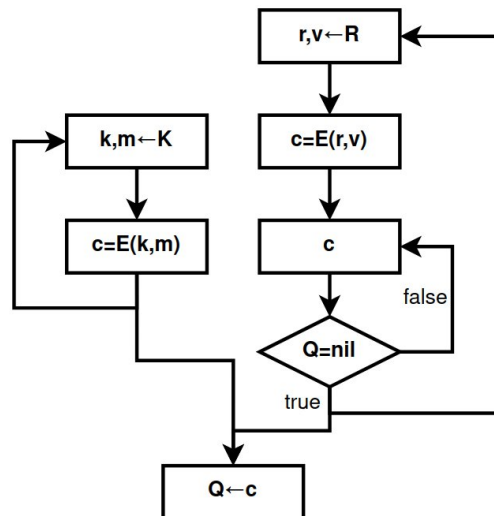 r,v←R
k,m←K
c=E(r,v)
c=E(k,m)
c
false
Q=nil
true
Q←c